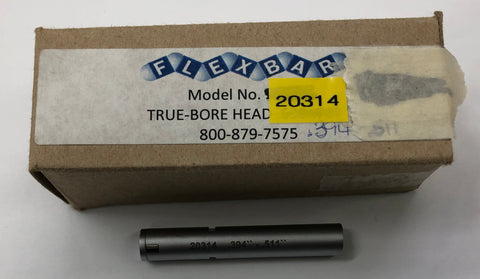 FLEXBAR
Model No.
20314
TRUE-BORE HEAD
800-879-7575
.394
511
20314 .394" - .511"